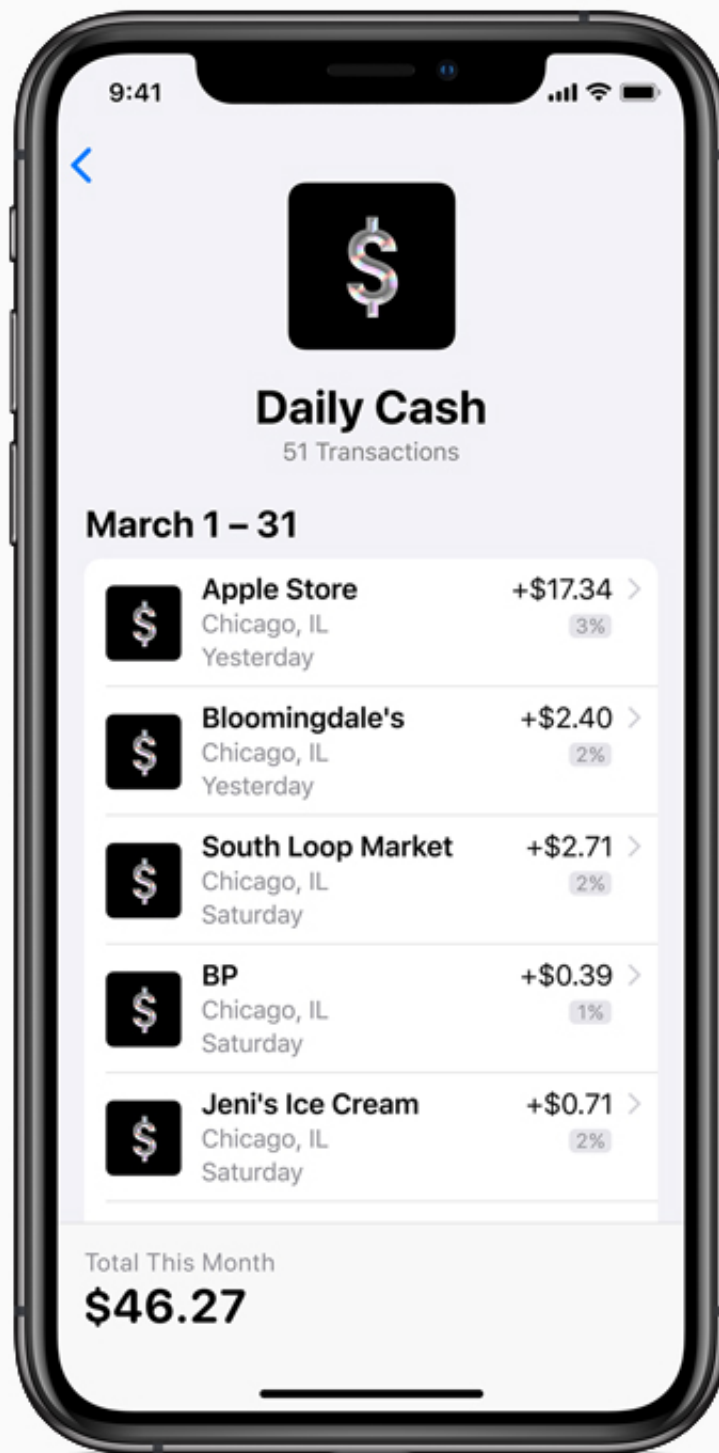 9:41
$
Daily Cash
51 Transactions
March 1 – 31
$
Apple Store
+$17.34
Chicago, IL
3%
Yesterday
$
Bloomingdale's
+$2.40
Chicago, IL
2%
Yesterday
$
South Loop Market
+$2.71
Chicago, IL
2%
Saturday
$
BP
+$0.39
Chicago, IL
1%
Saturday
$
Jeni's Ice Cream
+$0.71
Chicago, IL
2%
Saturday
Total This Month
$46.27